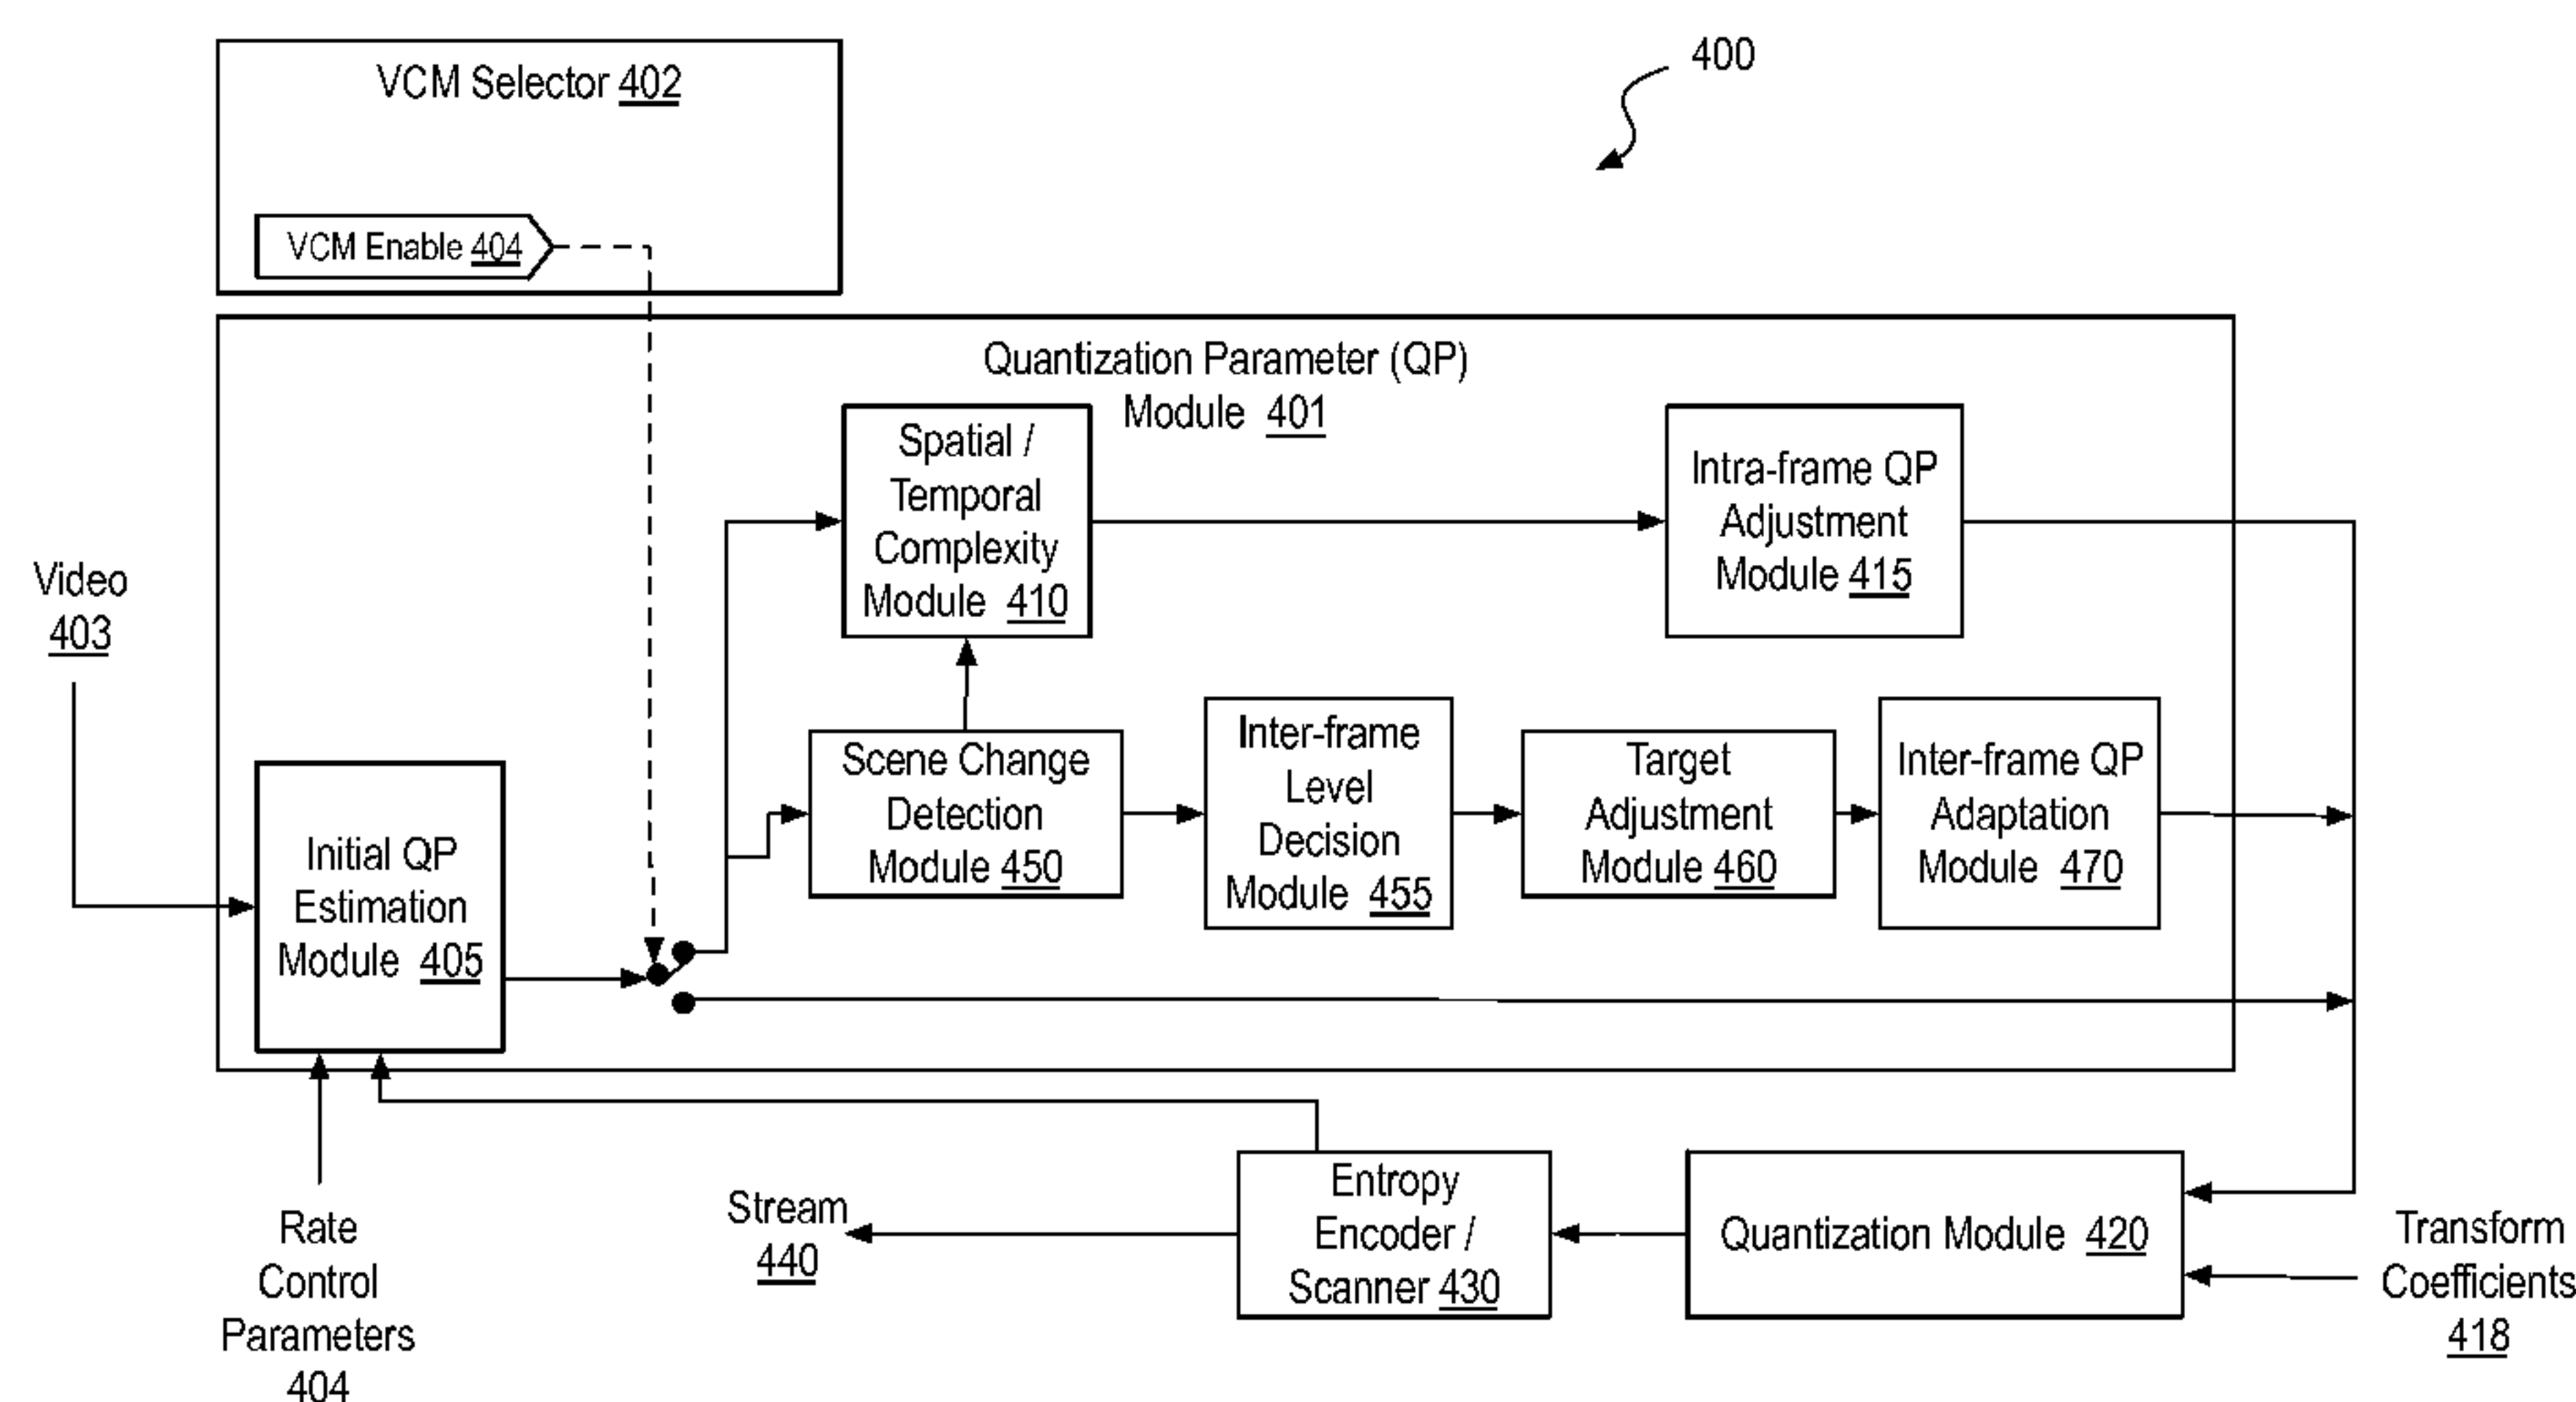 400
VCM Selector 402
VCM Enable 404
Quantization Parameter (QP)
Module 401
Spatial /
Temporal
Complexity
Module 410
Intra-frame QP
Adjustment
Module 415
Video
403
Initial QP
Estimation
Module 405
Scene Change
Detection
Module 450
Inter-frame
Level
Decision
Module 455
Target
Adjustment
Module 460
Inter-frame QP
Adaptation
Module 470
Rate
Control
Parameters
404
Stream
440
Entropy
Encoder /
Scanner 430
Quantization Module 420
Transform
Coefficients
418